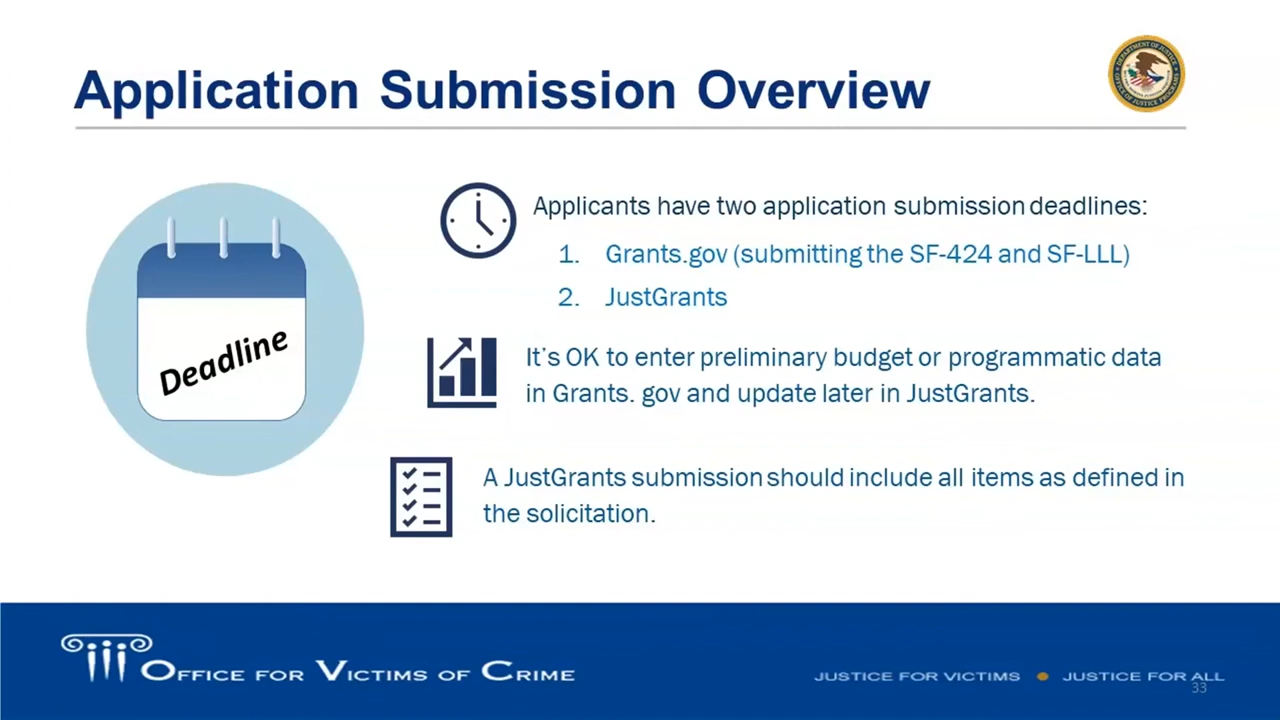 Application Submission Overview
Deadline
Applicants have two application submission deadlines:
1. Grants.gov (submitting the SF-424 and SF-LLL)
2. JustGrants
It's OK to enter preliminary budget or programmatic data
in Grants. gov and update later in JustGrants.
A JustGrants submission should include all items as defined in
the solicitation.
OFFICE FOR VICTIMS OF CRIME
JUSTICE FOR VICTIMS • JUSTICE FOR ALL
33